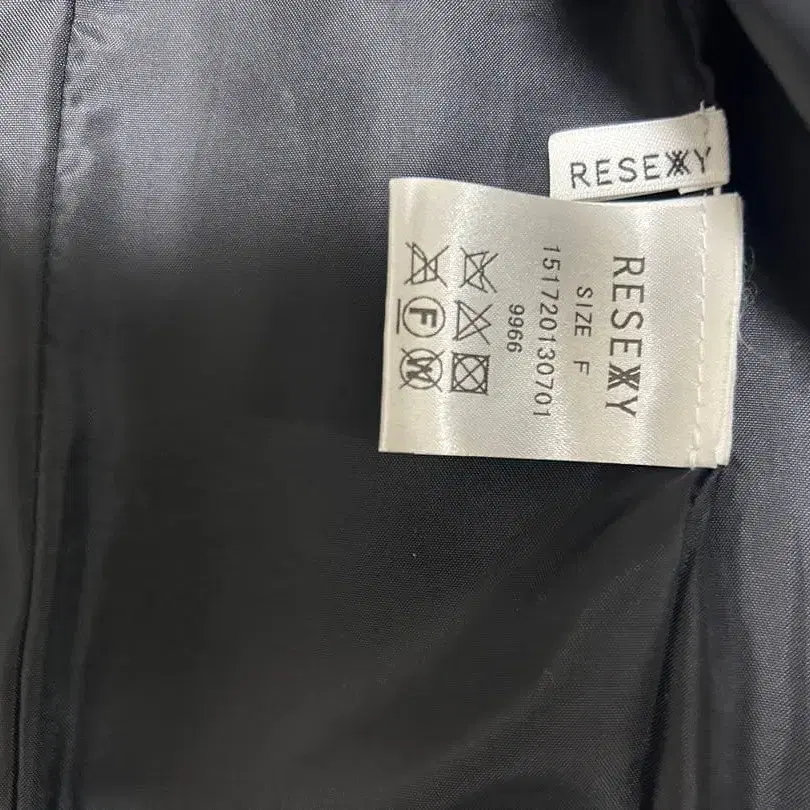 RESEXXY
RESEXXY
SIZE F
151720130701
9966
F
W